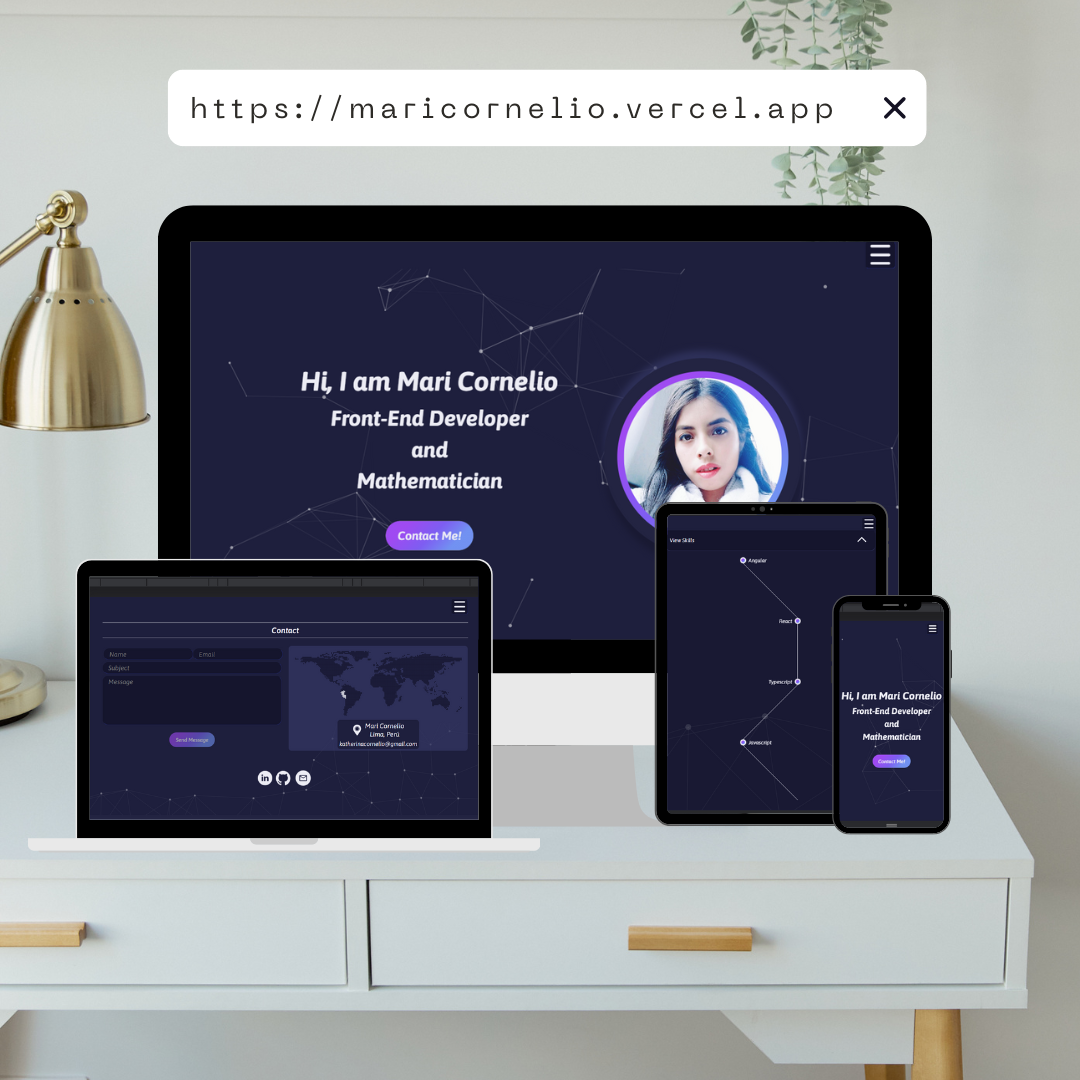 https://maricornelio.vercel.app
Hi, I am Mari Cornelio
Front-End Developer
and
Mathematician
Contact Me!
Contact
Name
Email
Subject
Message
Send Message
Mari Cornelio
Lima, Perú
katherinecornelio@gmail.com
in
View Skills
Angular
React
Typescript
Javascript
Hi, I am Mari Cornelio
Front-End Developer
and
Mathematician
Contact Me!